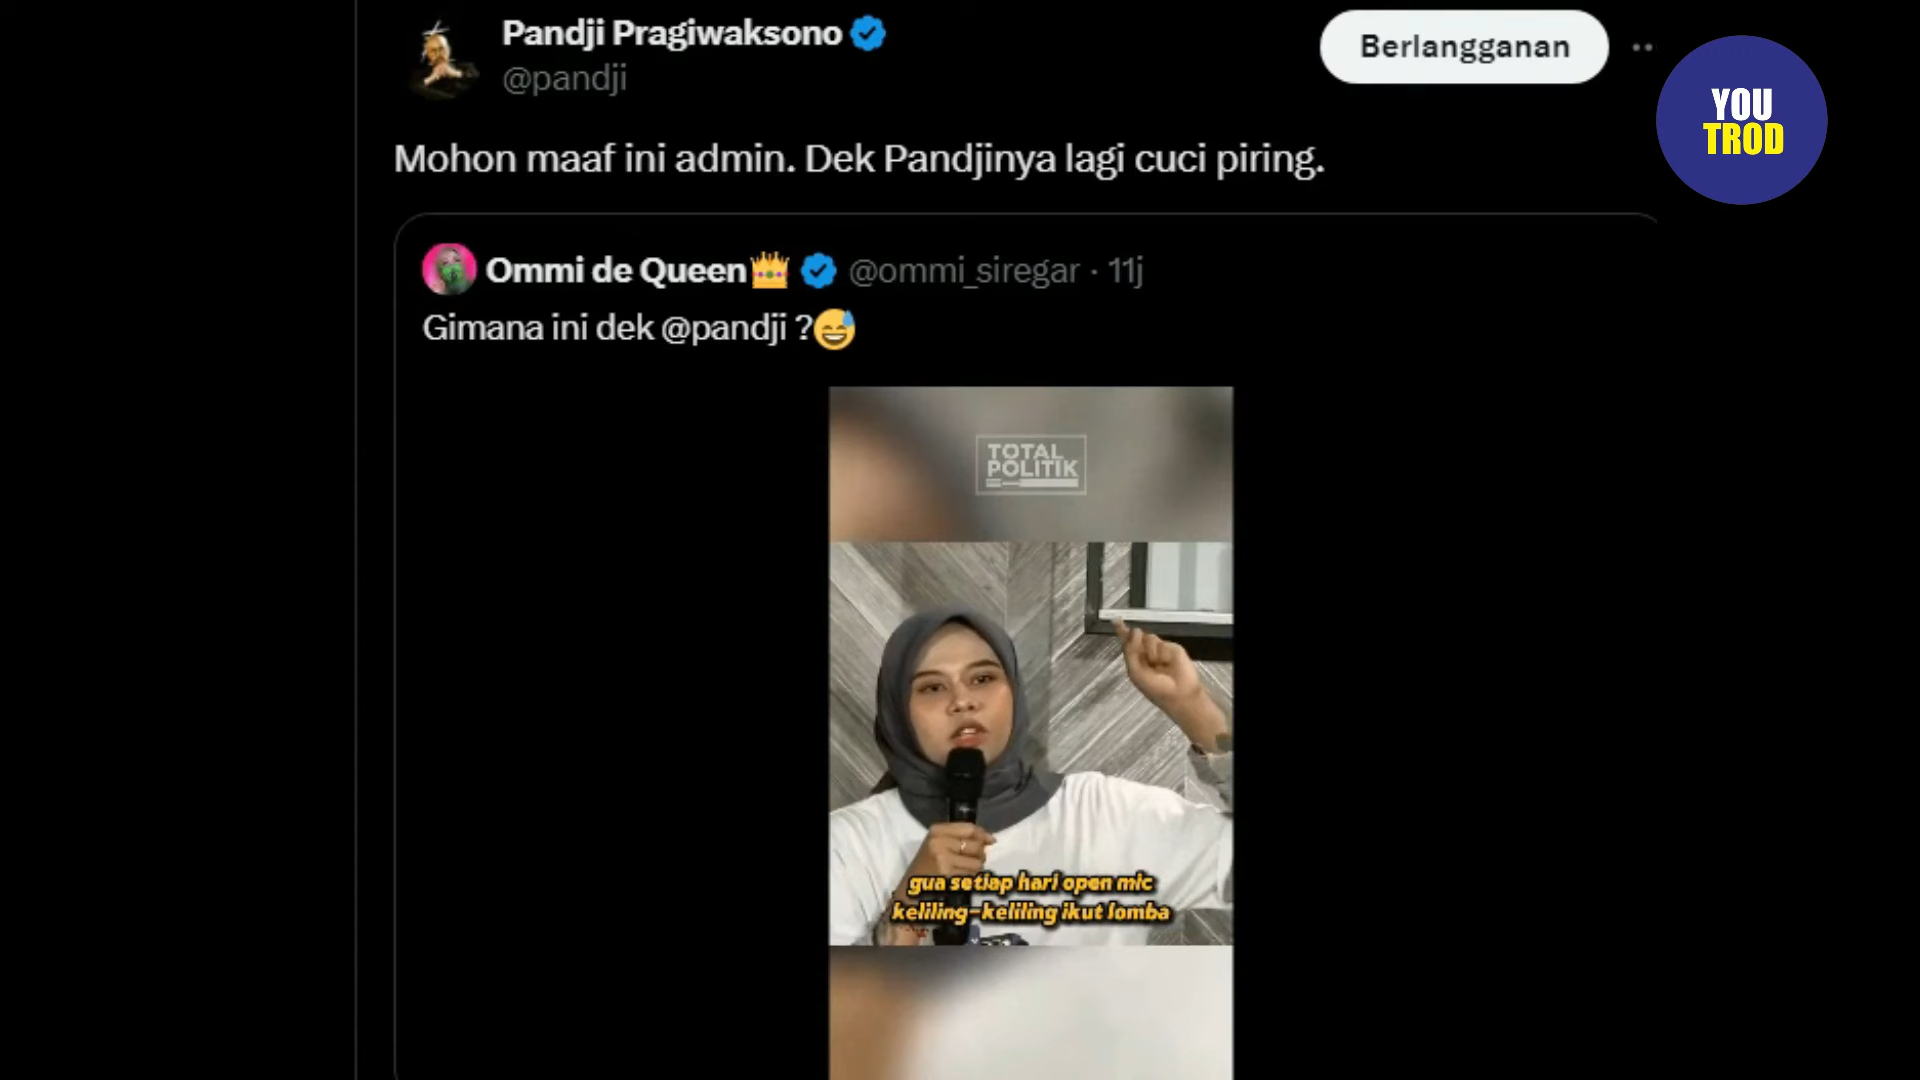 Pandji Pragiwaksono
@pandji
Berlangganan
YOU
TROD
Mohon maaf ini admin. Dek Pandjinya lagi cuci piring.
Ommi de Queen👑 @ommi_siregar · 11j
Gimana ini dek @pandji ?😅
TOTAL
POLITIK
gua setiap hari open mic
keliling-keliling ikut lomba